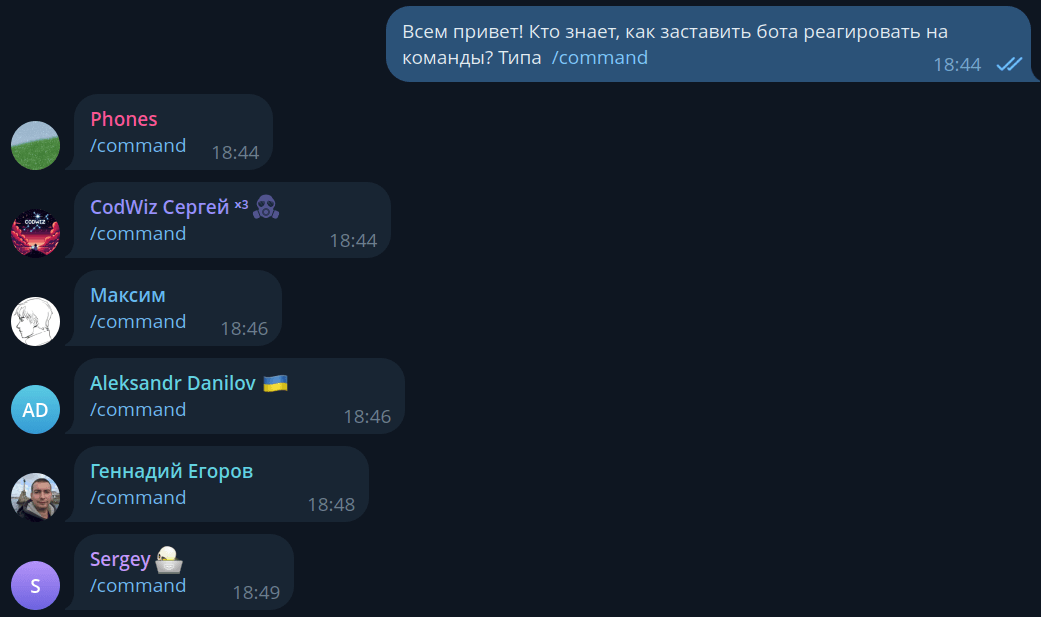 Всем привет! Кто знает, как заставить бота реагировать на
команды? Типа /command
18:44
Phones
/command
18:44
CodWiz Сергей ×3
CODWIZ
/command
18:44
Максим
/command
18:46
Aleksandr Danilov
AD
/command
18:46
Геннадий Егоров
/command
18:48
Sergey
S
/command
18:49